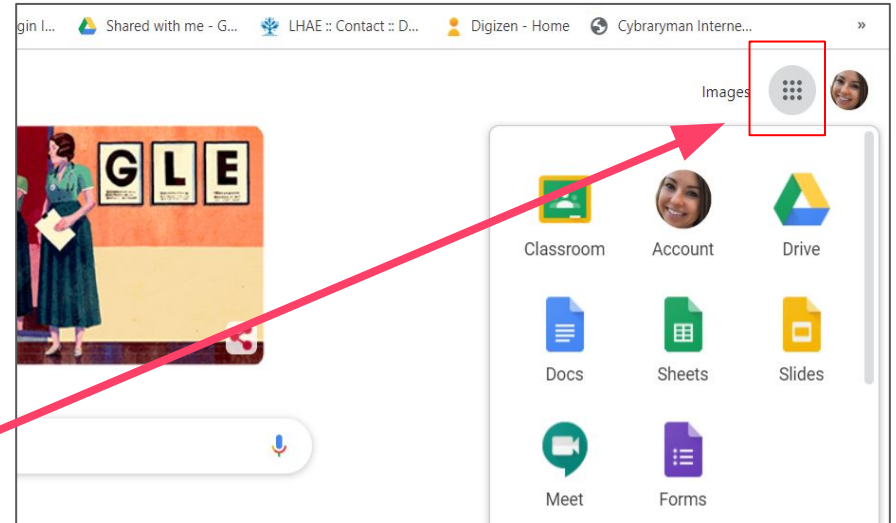 gin I...
Shared with me - G...
LHAE :: Contact :: D...
Digizen - Home
Cybraryman Interne...
»
Images
G L E
Classroom
Account
Drive
Docs
Sheets
Slides
Meet
Forms